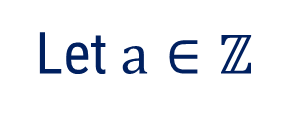 Let a ∈ ℤ